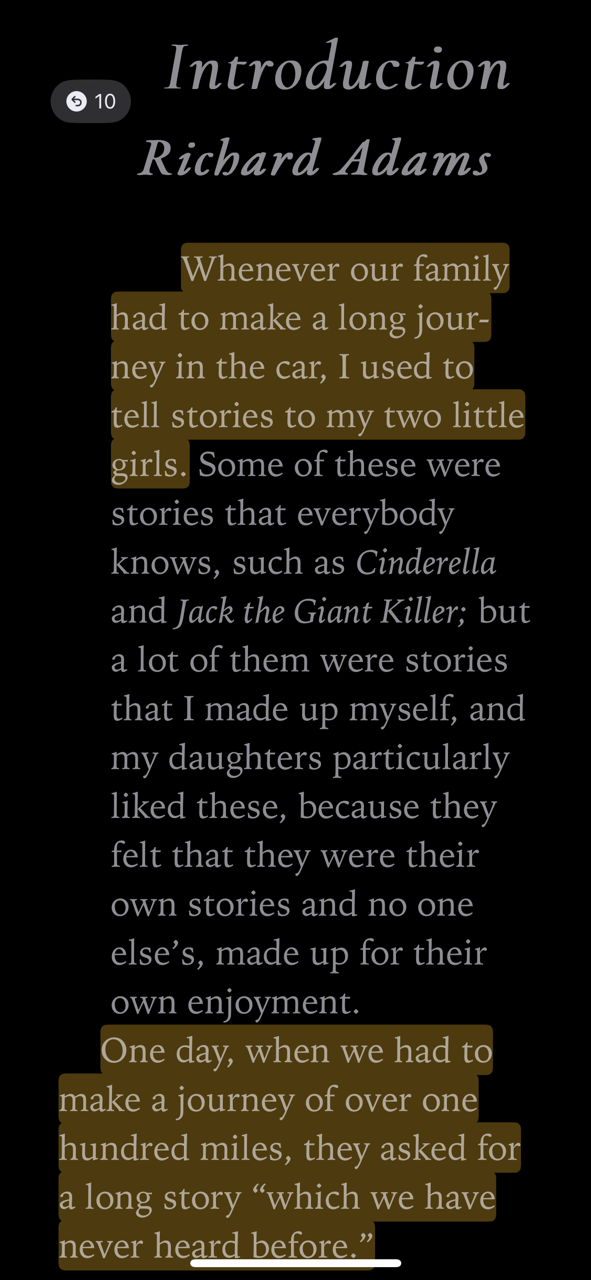 Introduction
10
Richard Adams
Whenever our family
had to make a long jour-
ney in the car, I used to
tell stories to my two little
girls. Some of these were
stories that everybody
knows, such as Cinderella
and Jack the Giant Killer; but
a lot of them were stories
that I made up myself, and
my daughters particularly
liked these, because they
felt that they were their
own stories and no one
else’s, made up for their
own enjoyment.
One day, when we had to
make a journey of over one
hundred miles, they asked for
a long story “which we have
never heard before.”